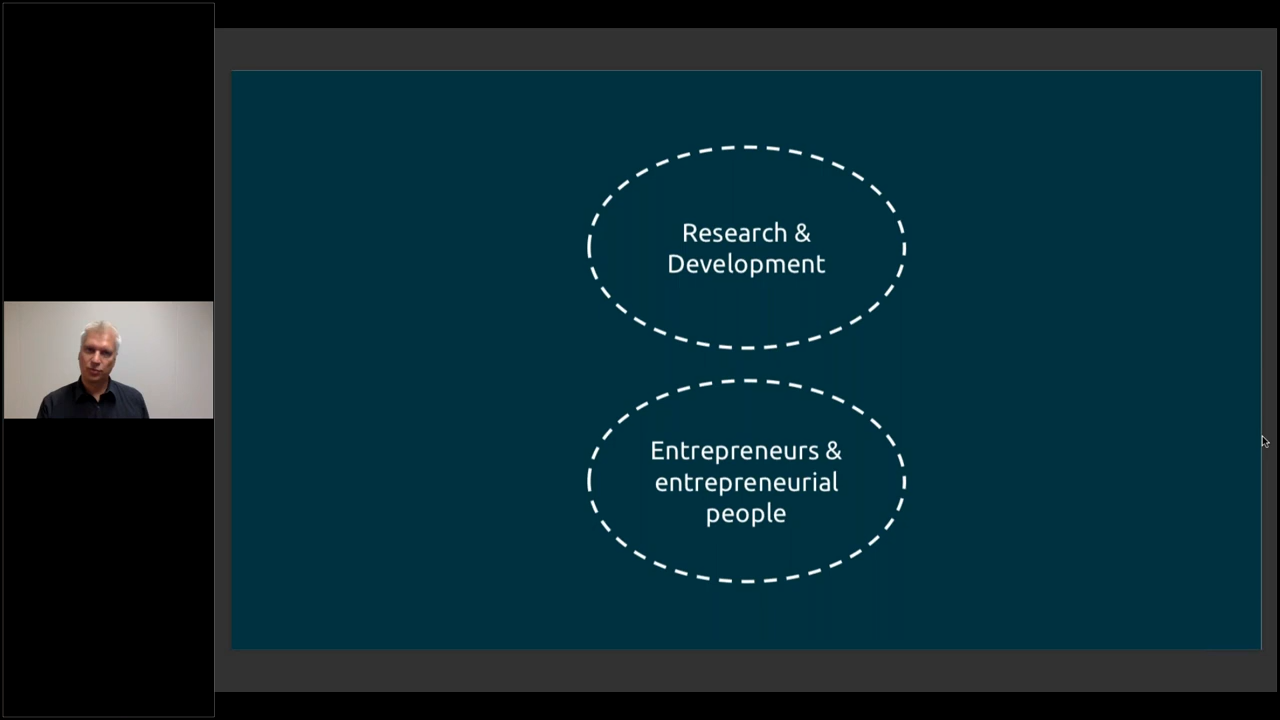 Research &
Development
Entrepreneurs &
entrepreneurial
people